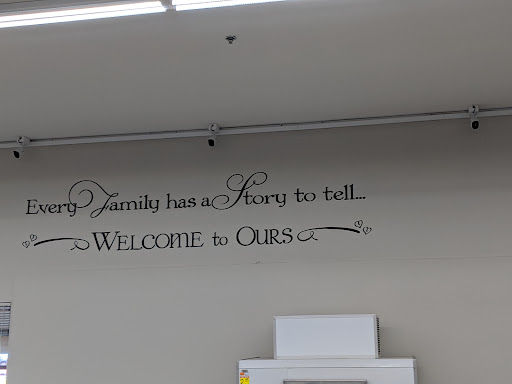 Every Family has a Story to tell...
WELCOME to OURS